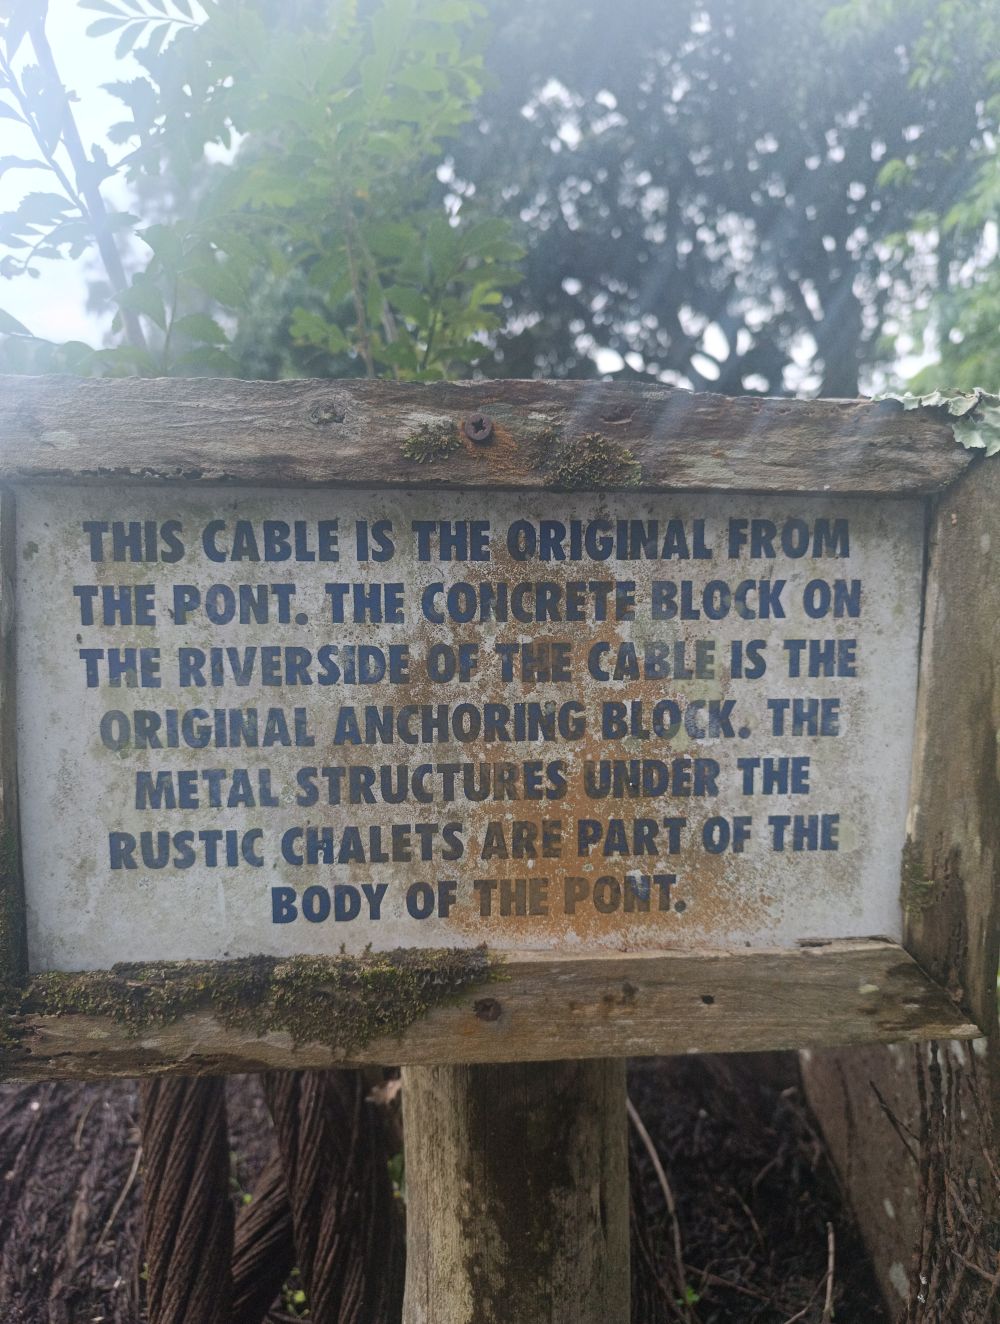 THIS CABLE IS THE ORIGINAL FROM
THE PONT. THE CONCRETE BLOCK ON
THE RIVERSIDE OF THE CABLE IS THE
ORIGINAL ANCHORING BLOCK. THE
METAL STRUCTURES UNDER THE
RUSTIC CHALETS ARE PART OF THE
BODY OF THE PONT.